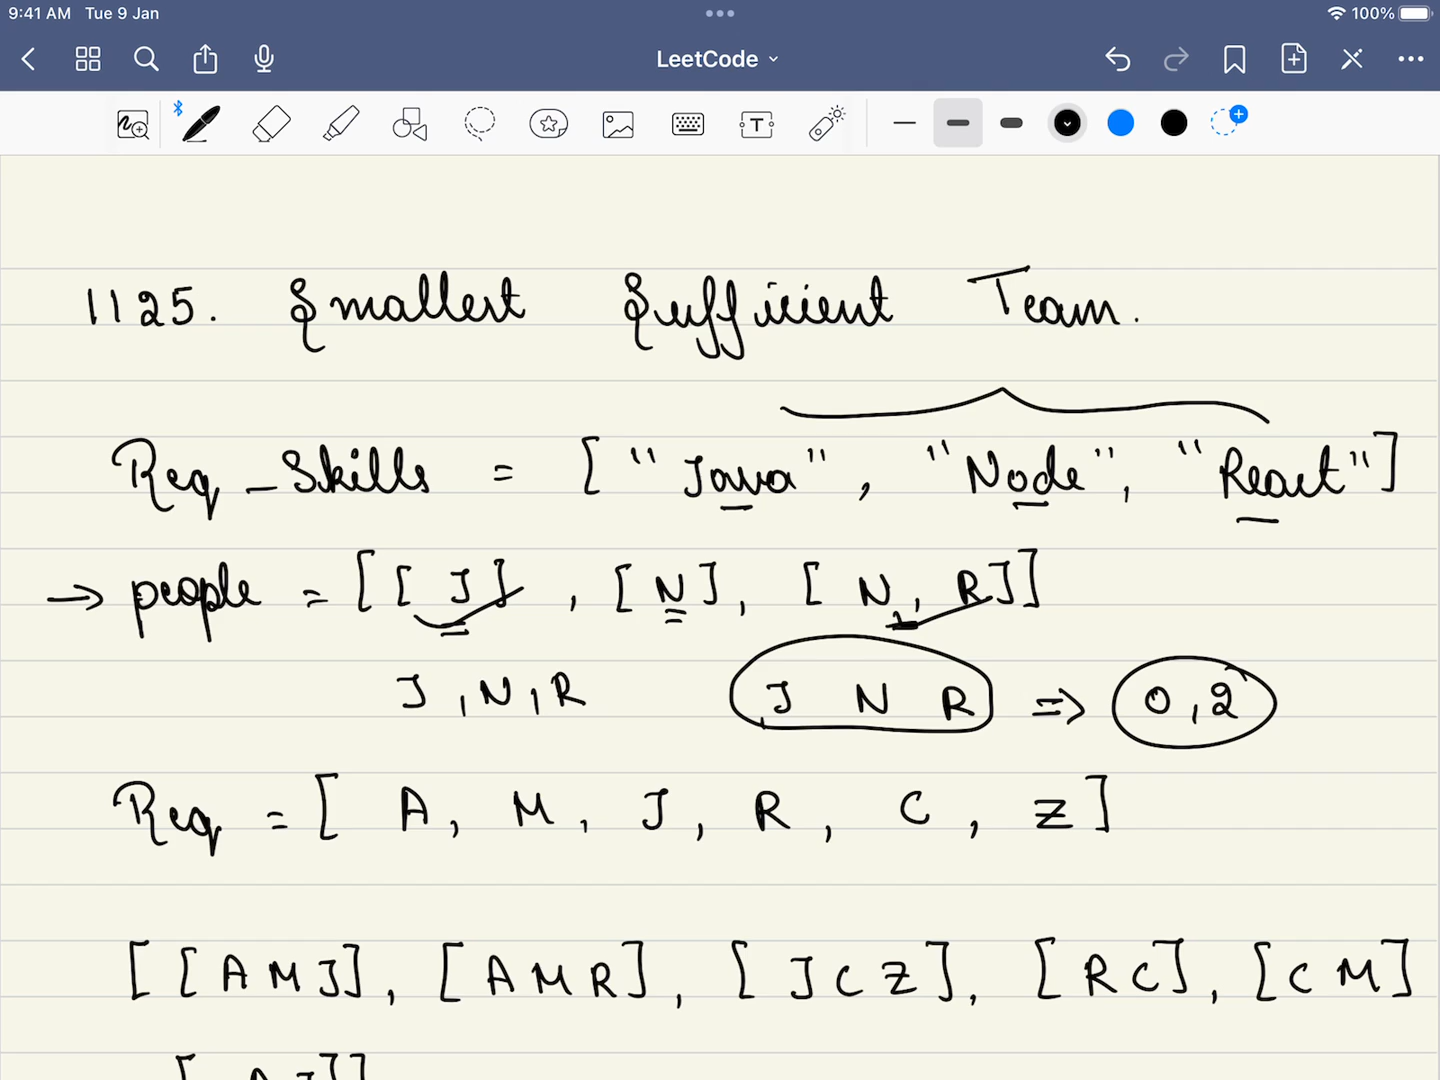 9:41 AM Tue 9 Jan 100%
LeetCode
T
1125. Smallest Sufficient Team.
Req_Skills = ["Java", "Node", "React"]
→ people = [[J], [N], [N, R]]
J, N, R J N R => 0, 2
Req = [A, M, J, R, C, Z]
[[A M J], [A M R], [J C Z], [R C], [C M]